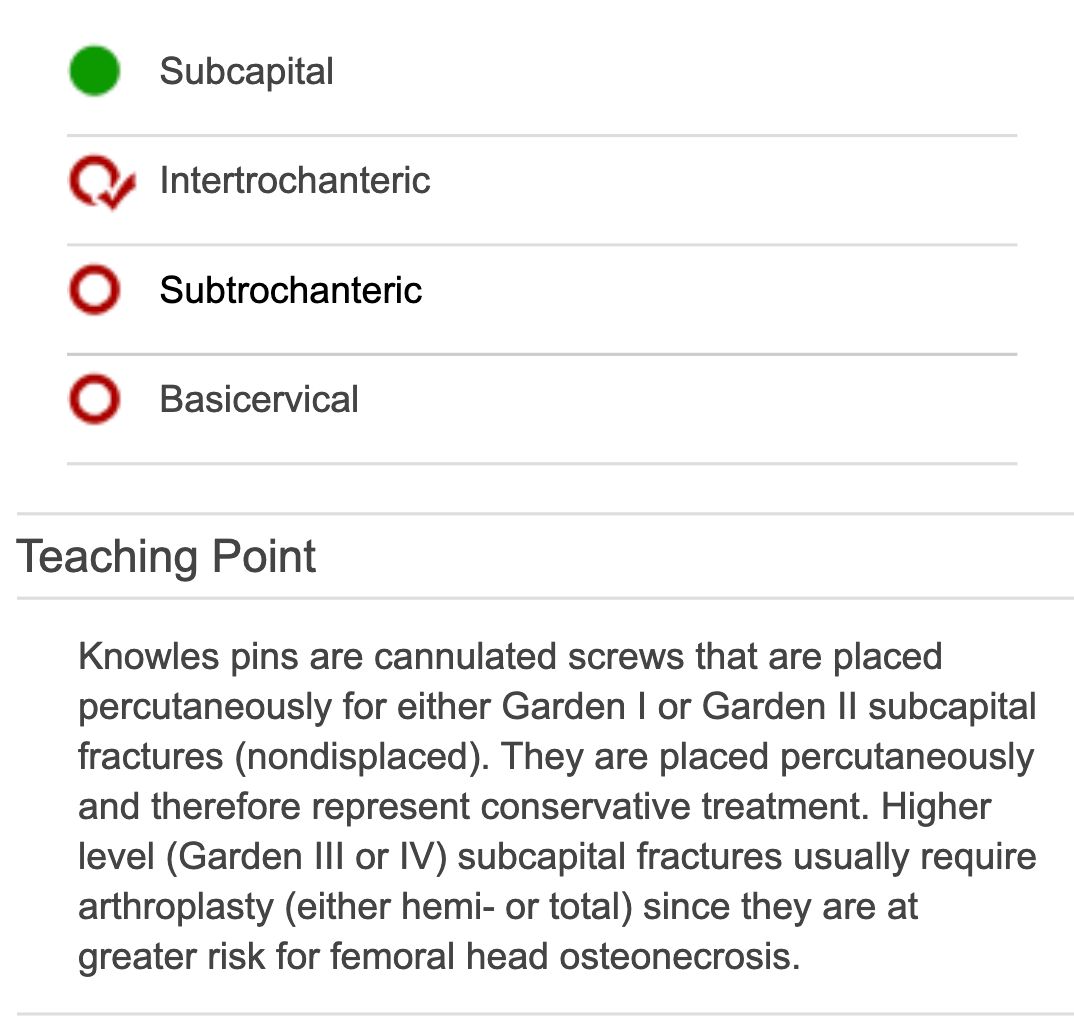 Subcapital
Intertrochanteric
Subtrochanteric
Basicervical
Teaching Point
Knowles pins are cannulated screws that are placed
percutaneously for either Garden I or Garden II subcapital
fractures (nondisplaced). They are placed percutaneously
and therefore represent conservative treatment. Higher
level (Garden III or IV) subcapital fractures usually require
arthroplasty (either hemi- or total) since they are at
greater risk for femoral head osteonecrosis.